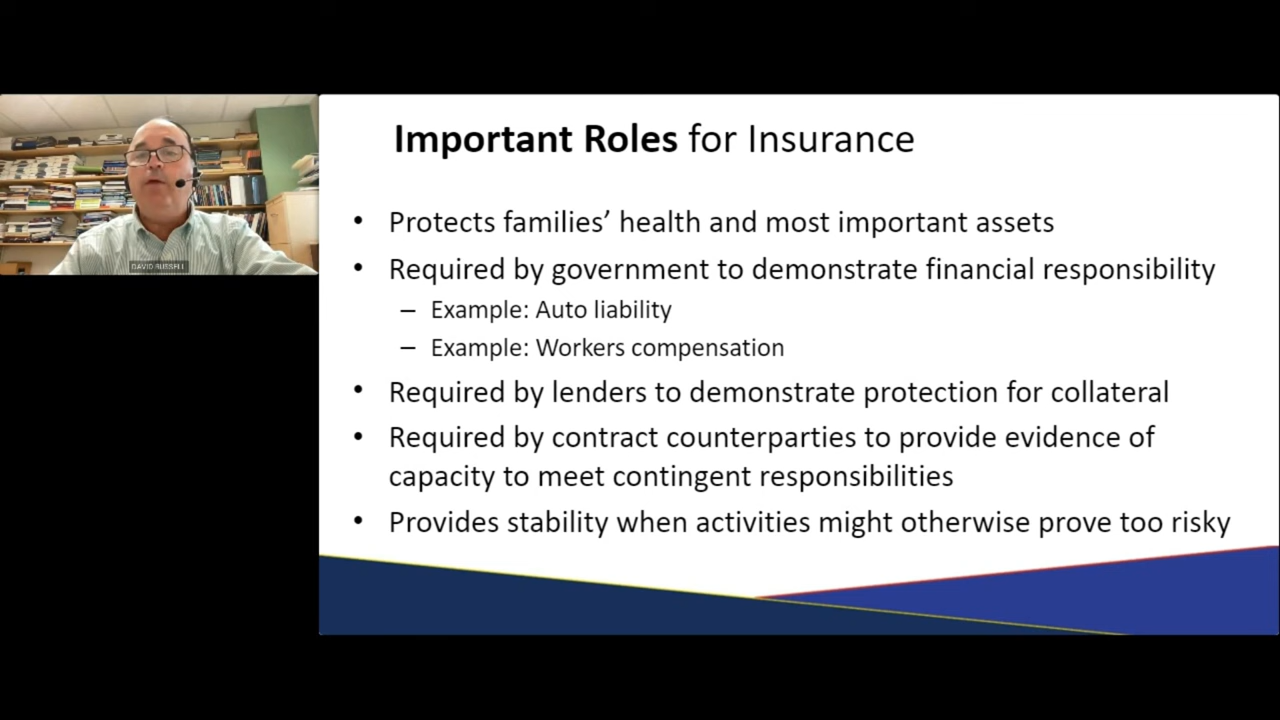 Important Roles for Insurance
• Protects families’ health and most important assets
• Required by government to demonstrate financial responsibility
– Example: Auto liability
– Example: Workers compensation
• Required by lenders to demonstrate protection for collateral
• Required by contract counterparties to provide evidence of
capacity to meet contingent responsibilities
• Provides stability when activities might otherwise prove too risky
DAVID RUSSELL